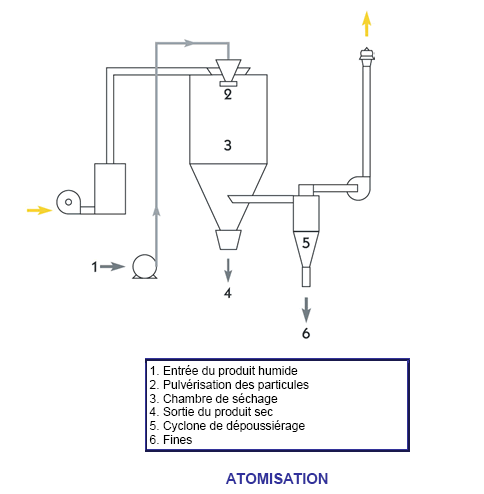 2
3
1
4
5
6
1. Entrée du produit humide
2. Pulvérisation des particules
3. Chambre de séchage
4. Sortie du produit sec
5. Cyclone de dépoussiérage
6. Fines
ATOMISATION